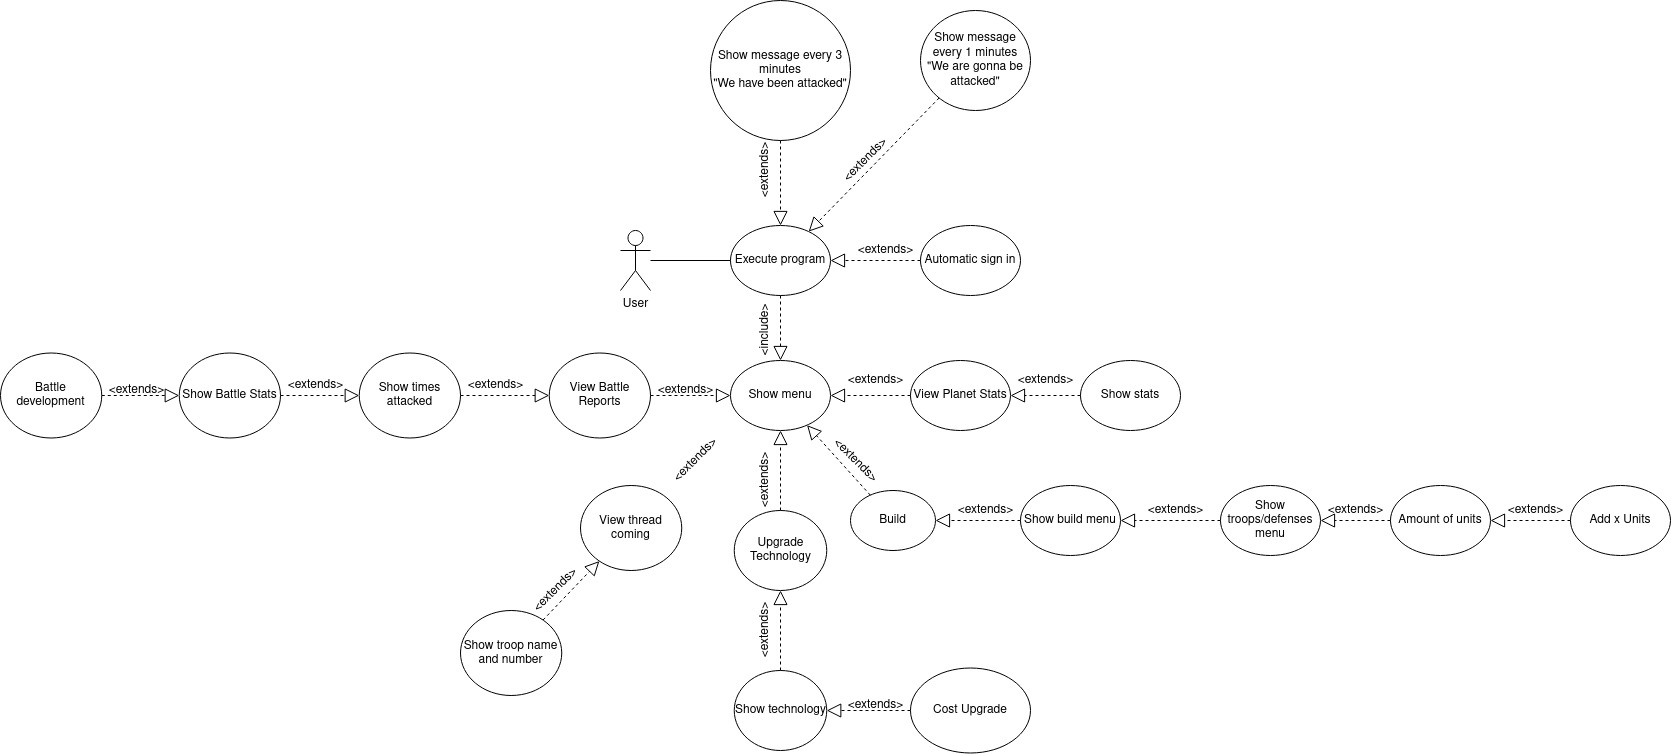 Show message every 3
minutes
"We have been attacked"
Show message
every 1 minutes
"We are gonna be
attacked"
<extends>
<extends>
User
Execute program
<extends>
Automatic sign in
<include>
Battle
development
<extends>
Show Battle Stats
<extends>
Show times
attacked
<extends>
View Battle
Reports
<extends>
Show menu
<extends>
View Planet Stats
<extends>
Show stats
<extends>
<extends>
<extends>
View thread
coming
Upgrade
Technology
Build
<extends>
Show build menu
<extends>
Show
troops/defenses
menu
<extends>
Amount of units
<extends>
Add x Units
<extends>
<extends>
Show troop name
and number
Show technology
<extends>
Cost Upgrade